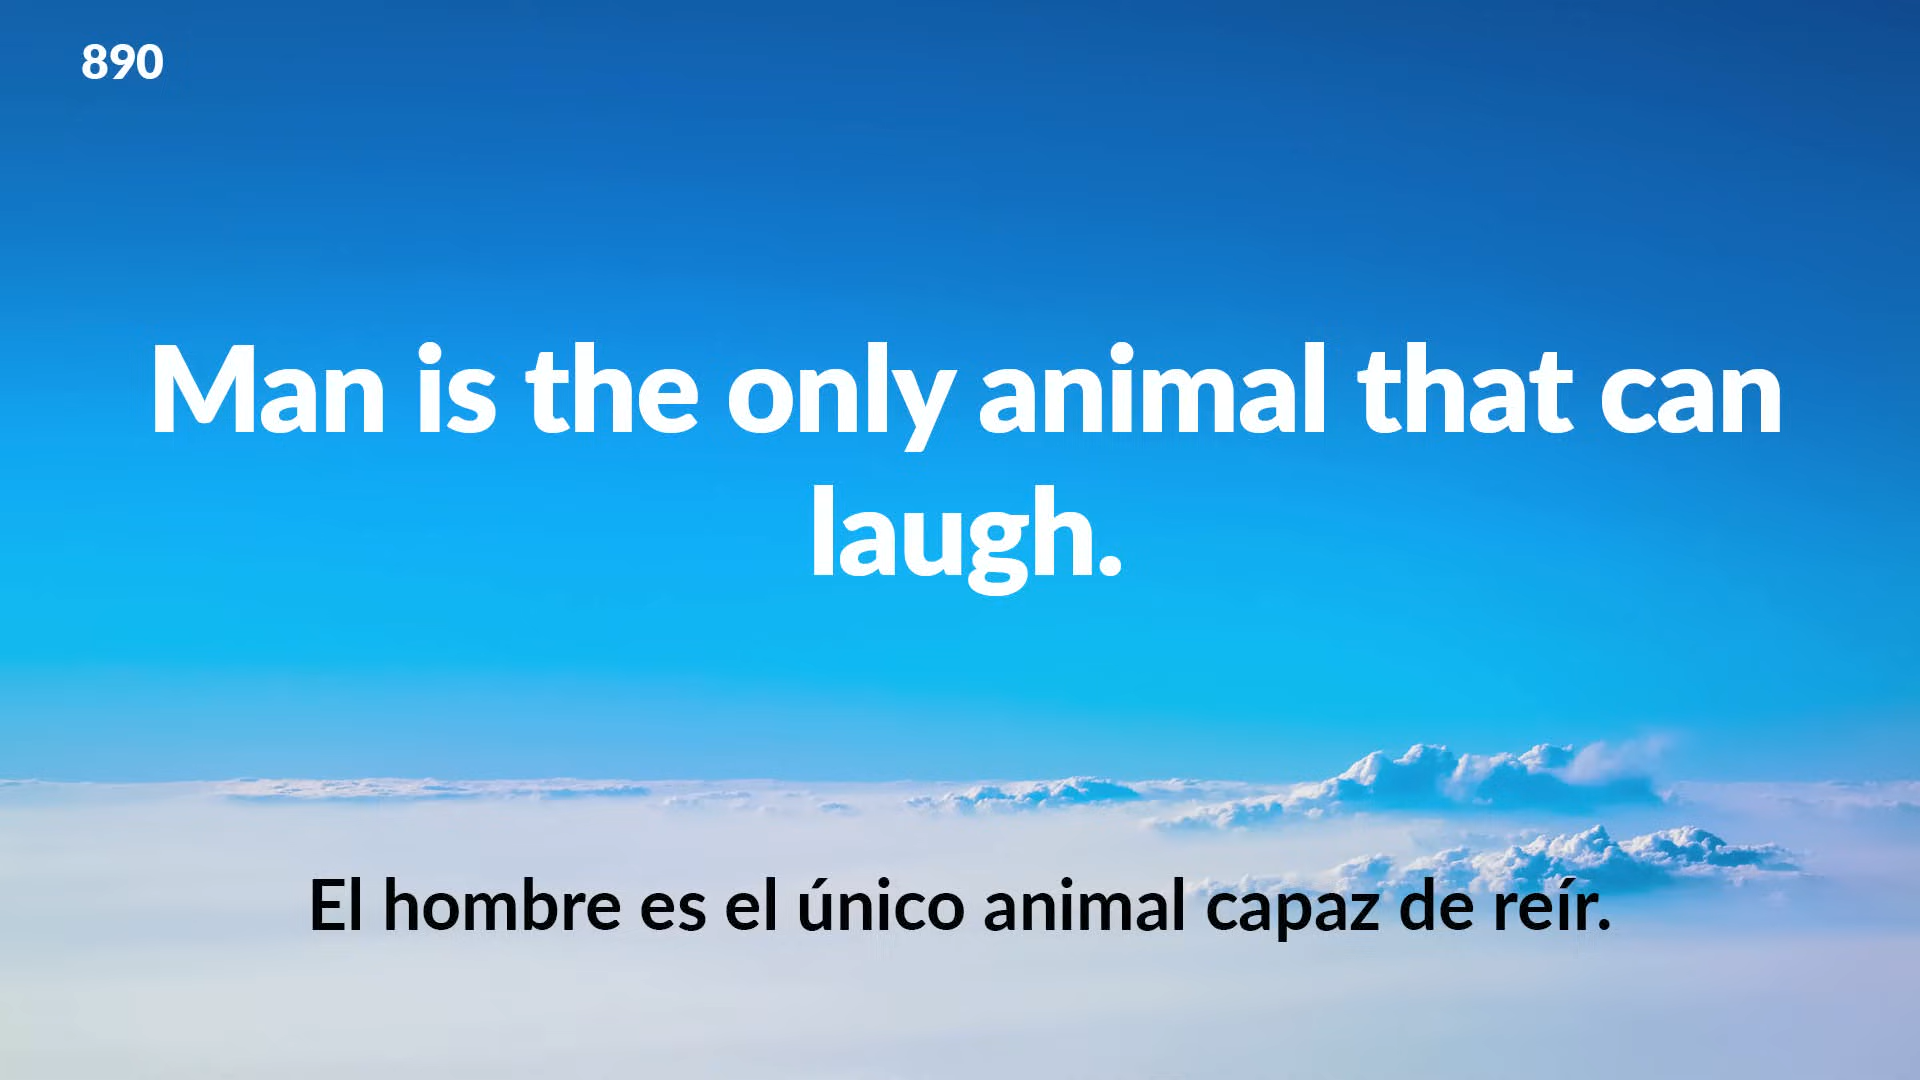 890
Man is the only animal that can
laugh.
El hombre es el único animal capaz de reír.